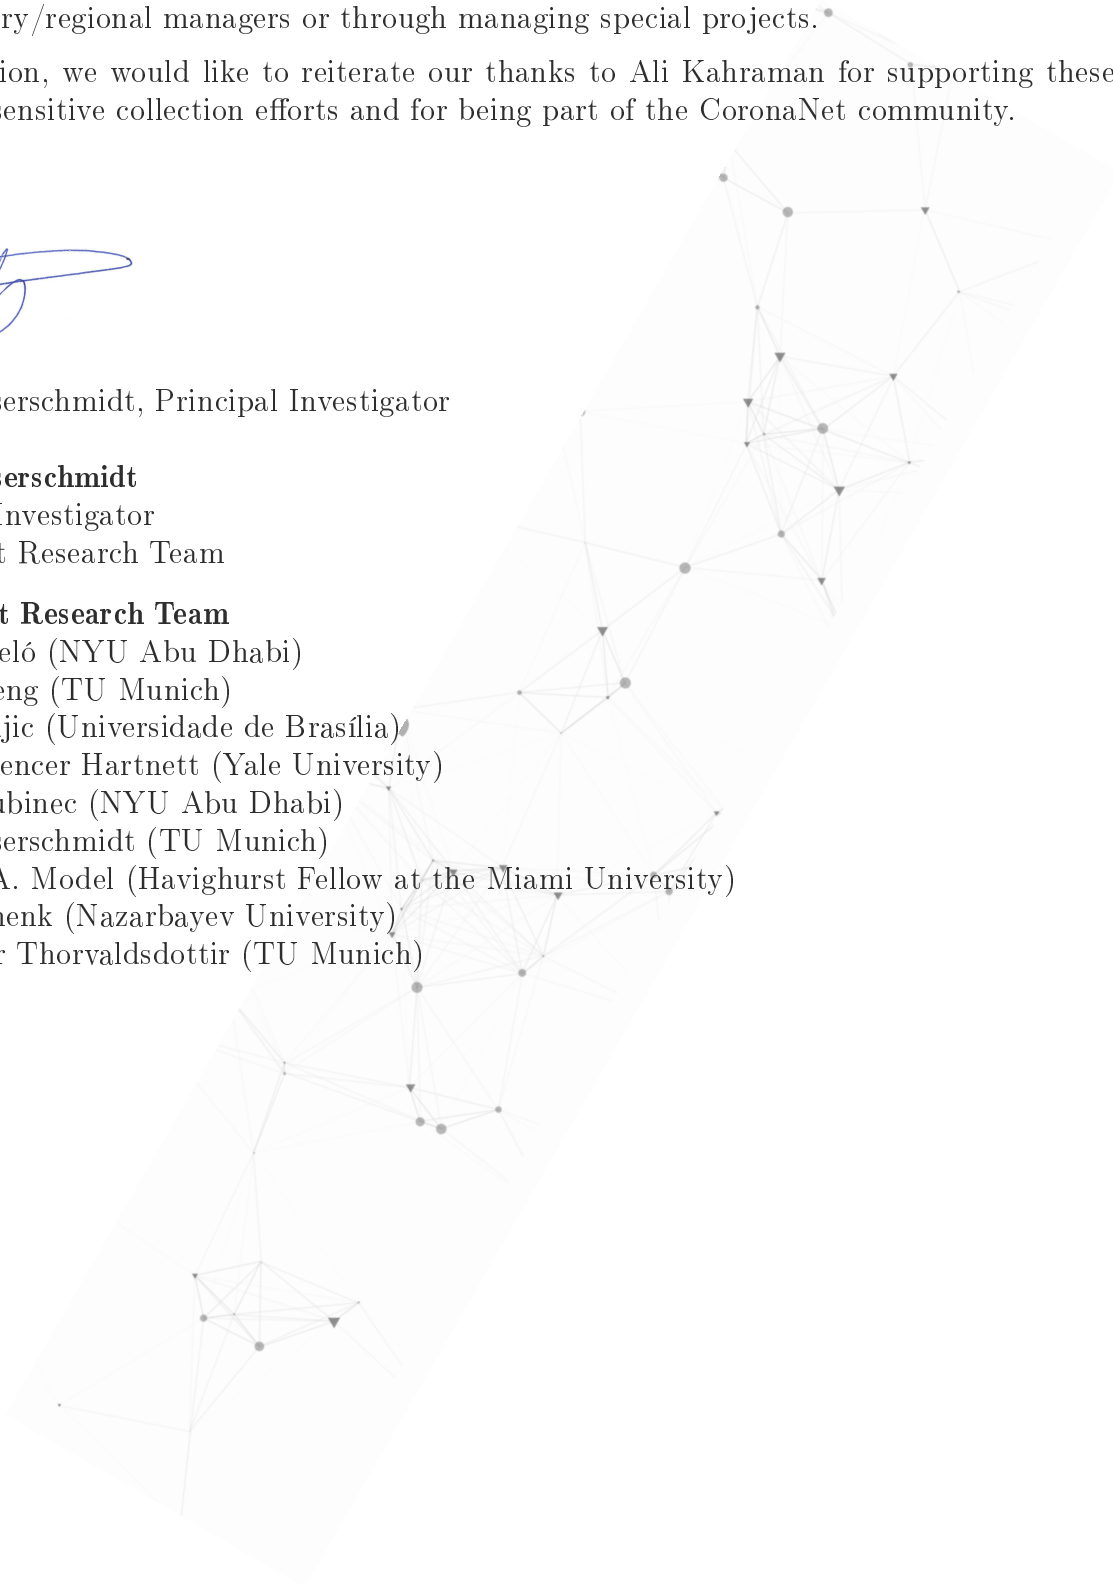 ry/regional managers or through managing special projects.
ion, we would like to reiterate our thanks to Ali Kahraman for supporting these
sensitive collection efforts and for being part of the CoronaNet community.
serschmidt, Principal Investigator
serschmidt
Investigator
t Research Team
t Research Team
eló (NYU Abu Dhabi)
eng (TU Munich)
jic (Universidade de Brasília)
encer Hartnett (Yale University)
ubinec (NYU Abu Dhabi)
serschmidt (TU Munich)
A. Model (Havighurst Fellow at the Miami University)
henk (Nazarbayev University)
r Thorvaldsdottir (TU Munich)